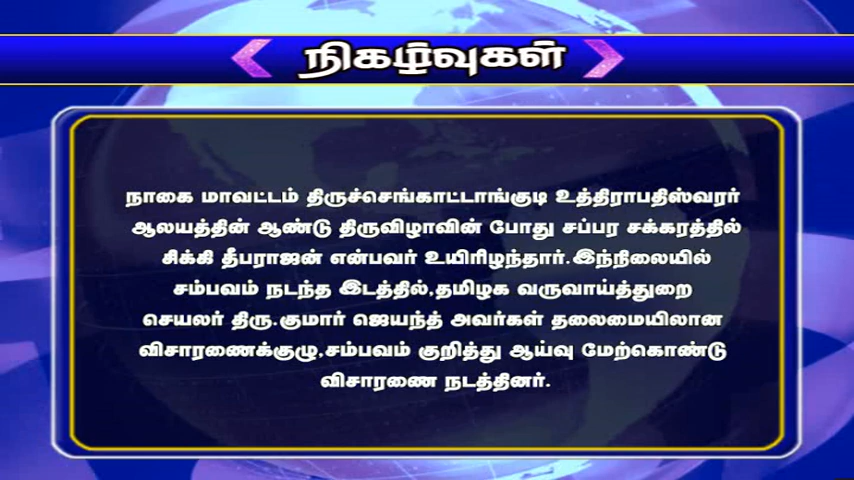 நிகழ்வுகள்
நாகை மாவட்டம் திருச்செங்காட்டாங்குடி உத்திராபதிஸ்வரர்
ஆலயத்தின் ஆண்டு திருவிழாவின் போது சப்பர சக்கரத்தில்
சிக்கி தீபராஜன் என்பவர் உயிரிழந்தார்.இந்நிலையில்
சம்பவம் நடந்த இடத்தில்,தமிழக வருவாய்த்துறை
செயலர் திரு.குமார் ஜெயந்த் அவர்கள் தலைமையிலான
விசாரணைக்குழு,சம்பவம் குறித்து ஆய்வு மேற்கொண்டு
விசாரணை நடத்தினர்.